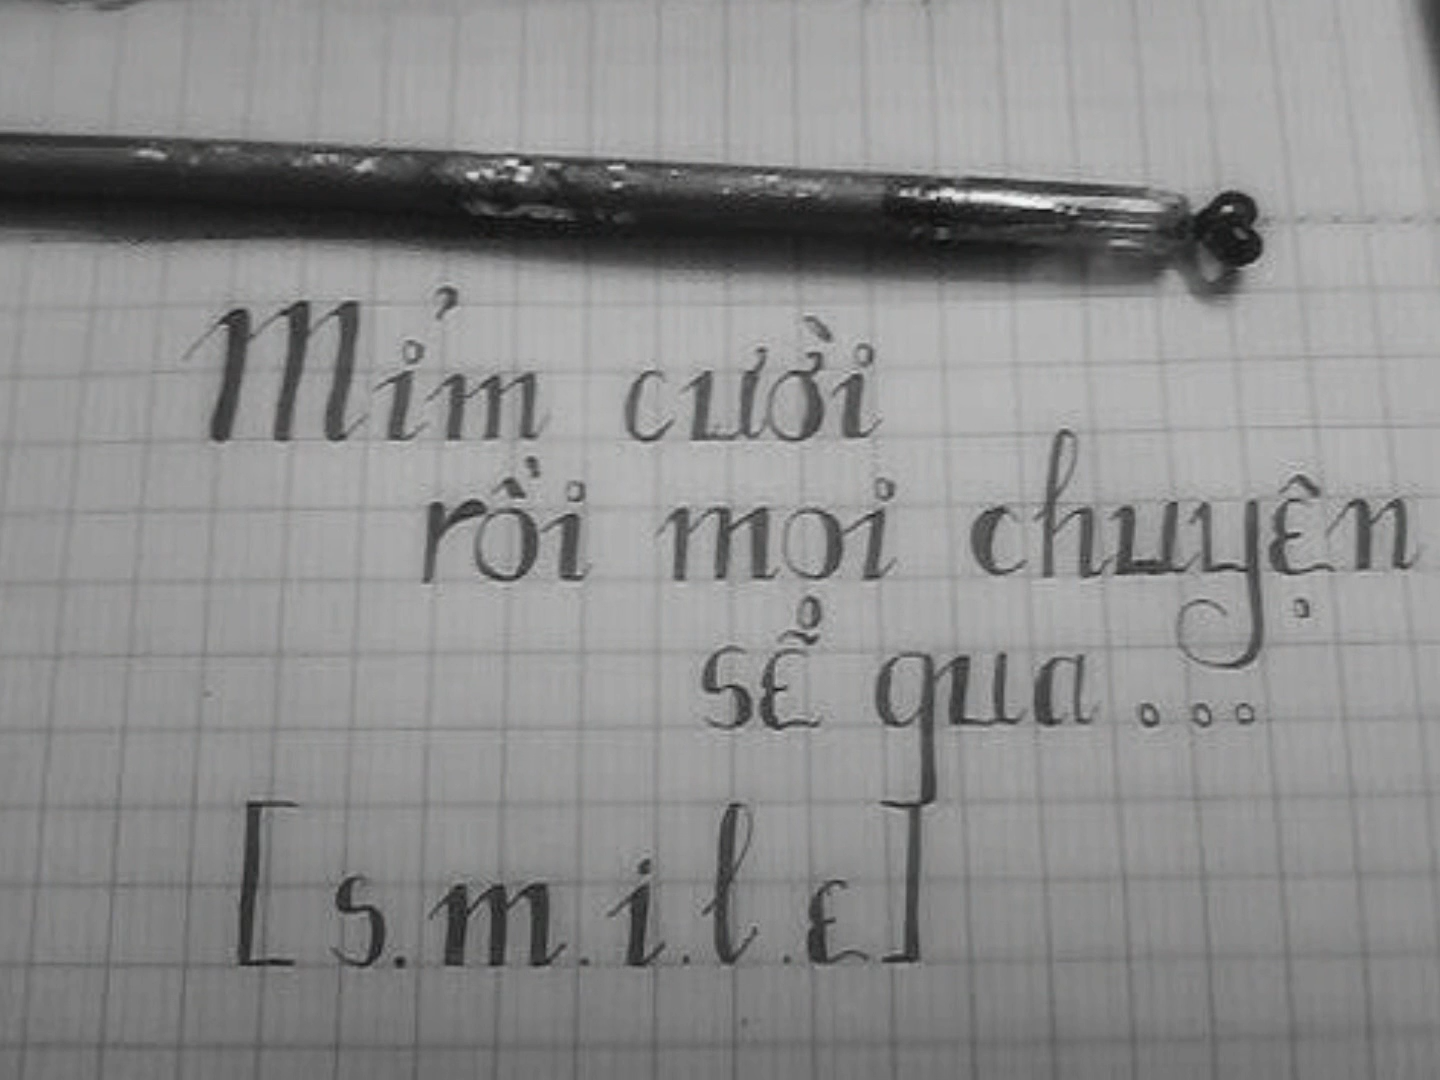 Mỉm cười
rồi mọi chuyện
sẽ qua...
[s.m.i.l.e]